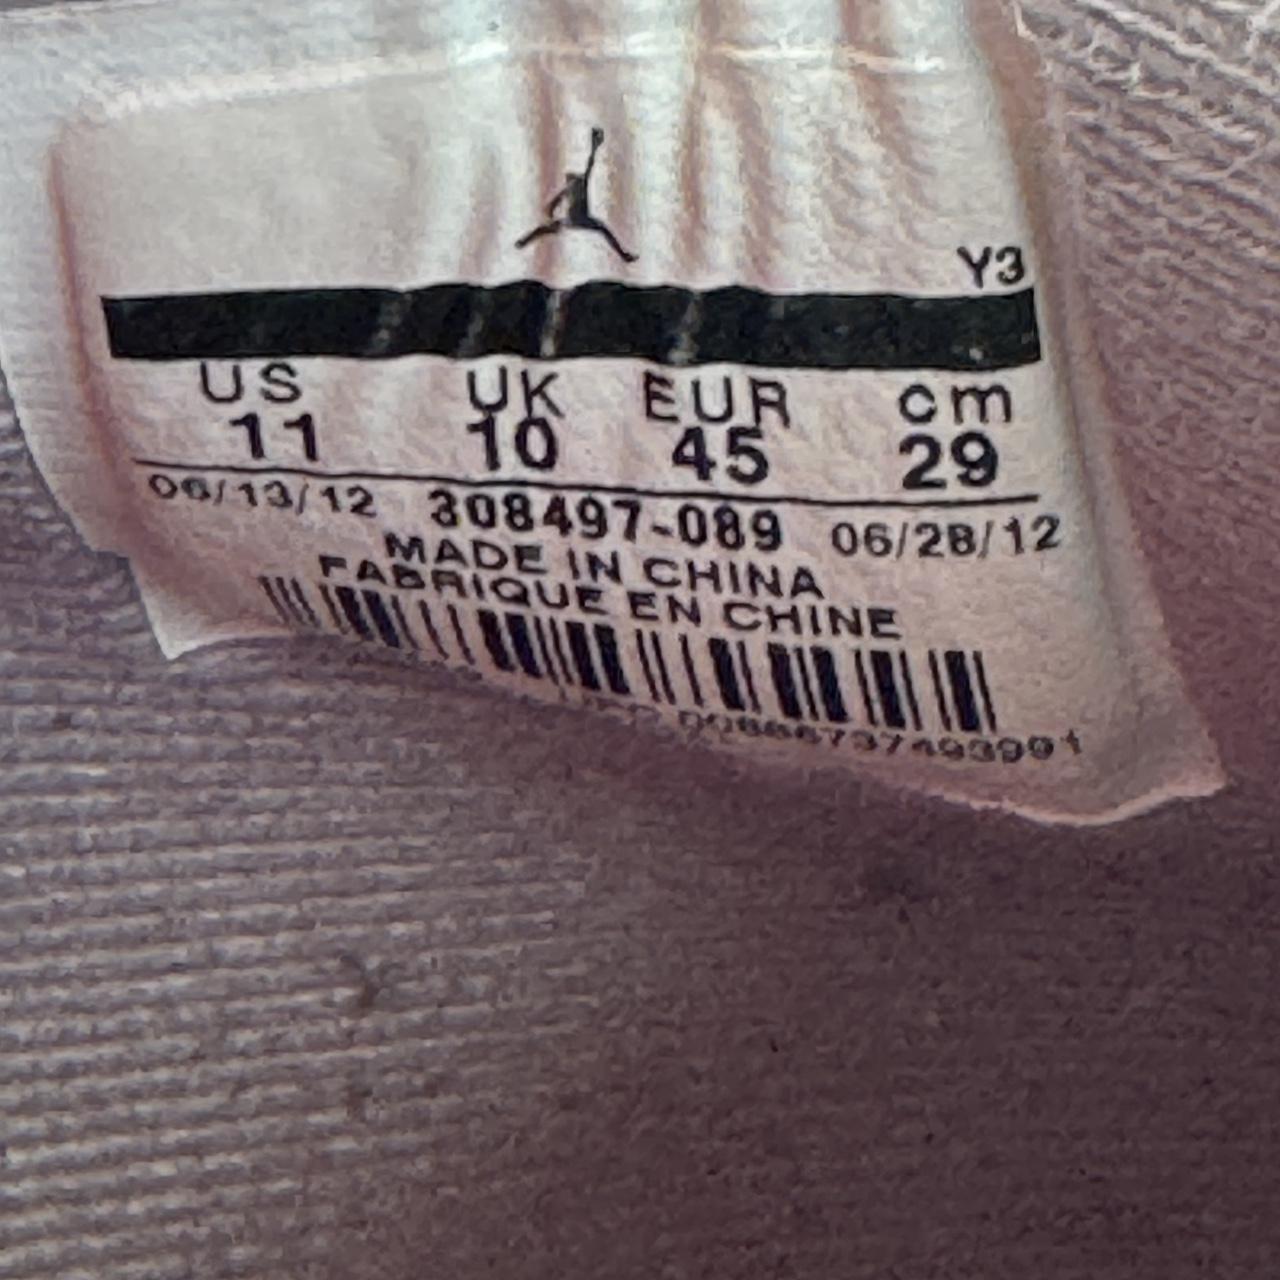 Y3
US UK EUR cm
11 10 45 29
06/13/12 308497-089 06/28/12
MADE IN CHINA
FABRIQUE EN CHINE